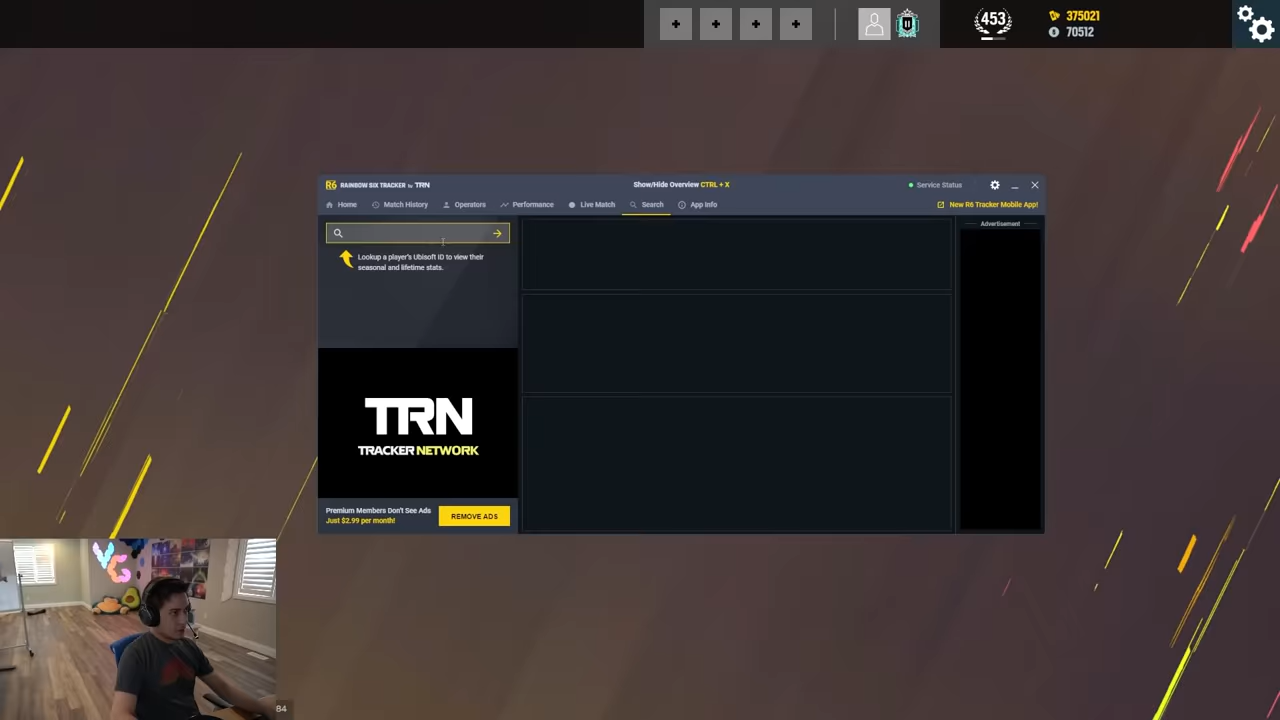 453
375021
70512
R6 RAINBOW SIX TRACKER by TRN
Show/Hide Overview CTRL + X
Service Status
Home
Match History
Operators
Performance
Live Match
Search
App Info
New R6 Tracker Mobile App!
Advertisement
Lookup a player's Ubisoft ID to view their
seasonal and lifetime stats.
TRN
TRACKER NETWORK
Premium Members Don't See Ads
Just $2.99 per month!
REMOVE ADS
VG
84